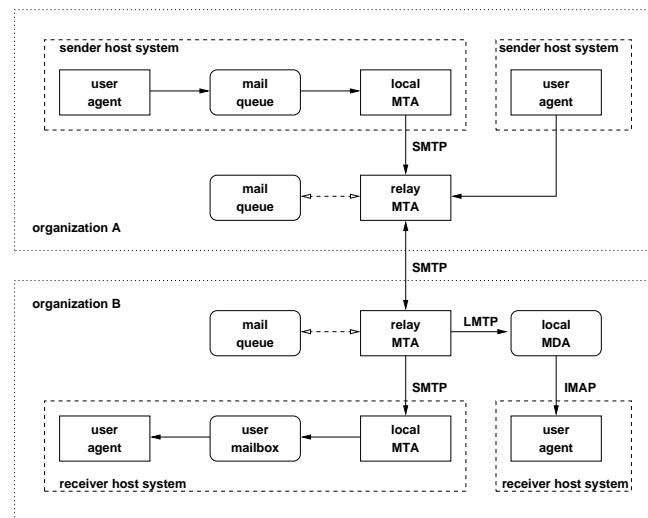 sender host system
sender host system
user
agent
mail
queue
local
MTA
user
agent
SMTP
mail
queue
relay
MTA
organization A
SMTP
organization B
mail
queue
relay
MTA
LMTP
local
MDA
SMTP
IMAP
user
agent
user
mailbox
local
MTA
user
agent
receiver host system
receiver host system